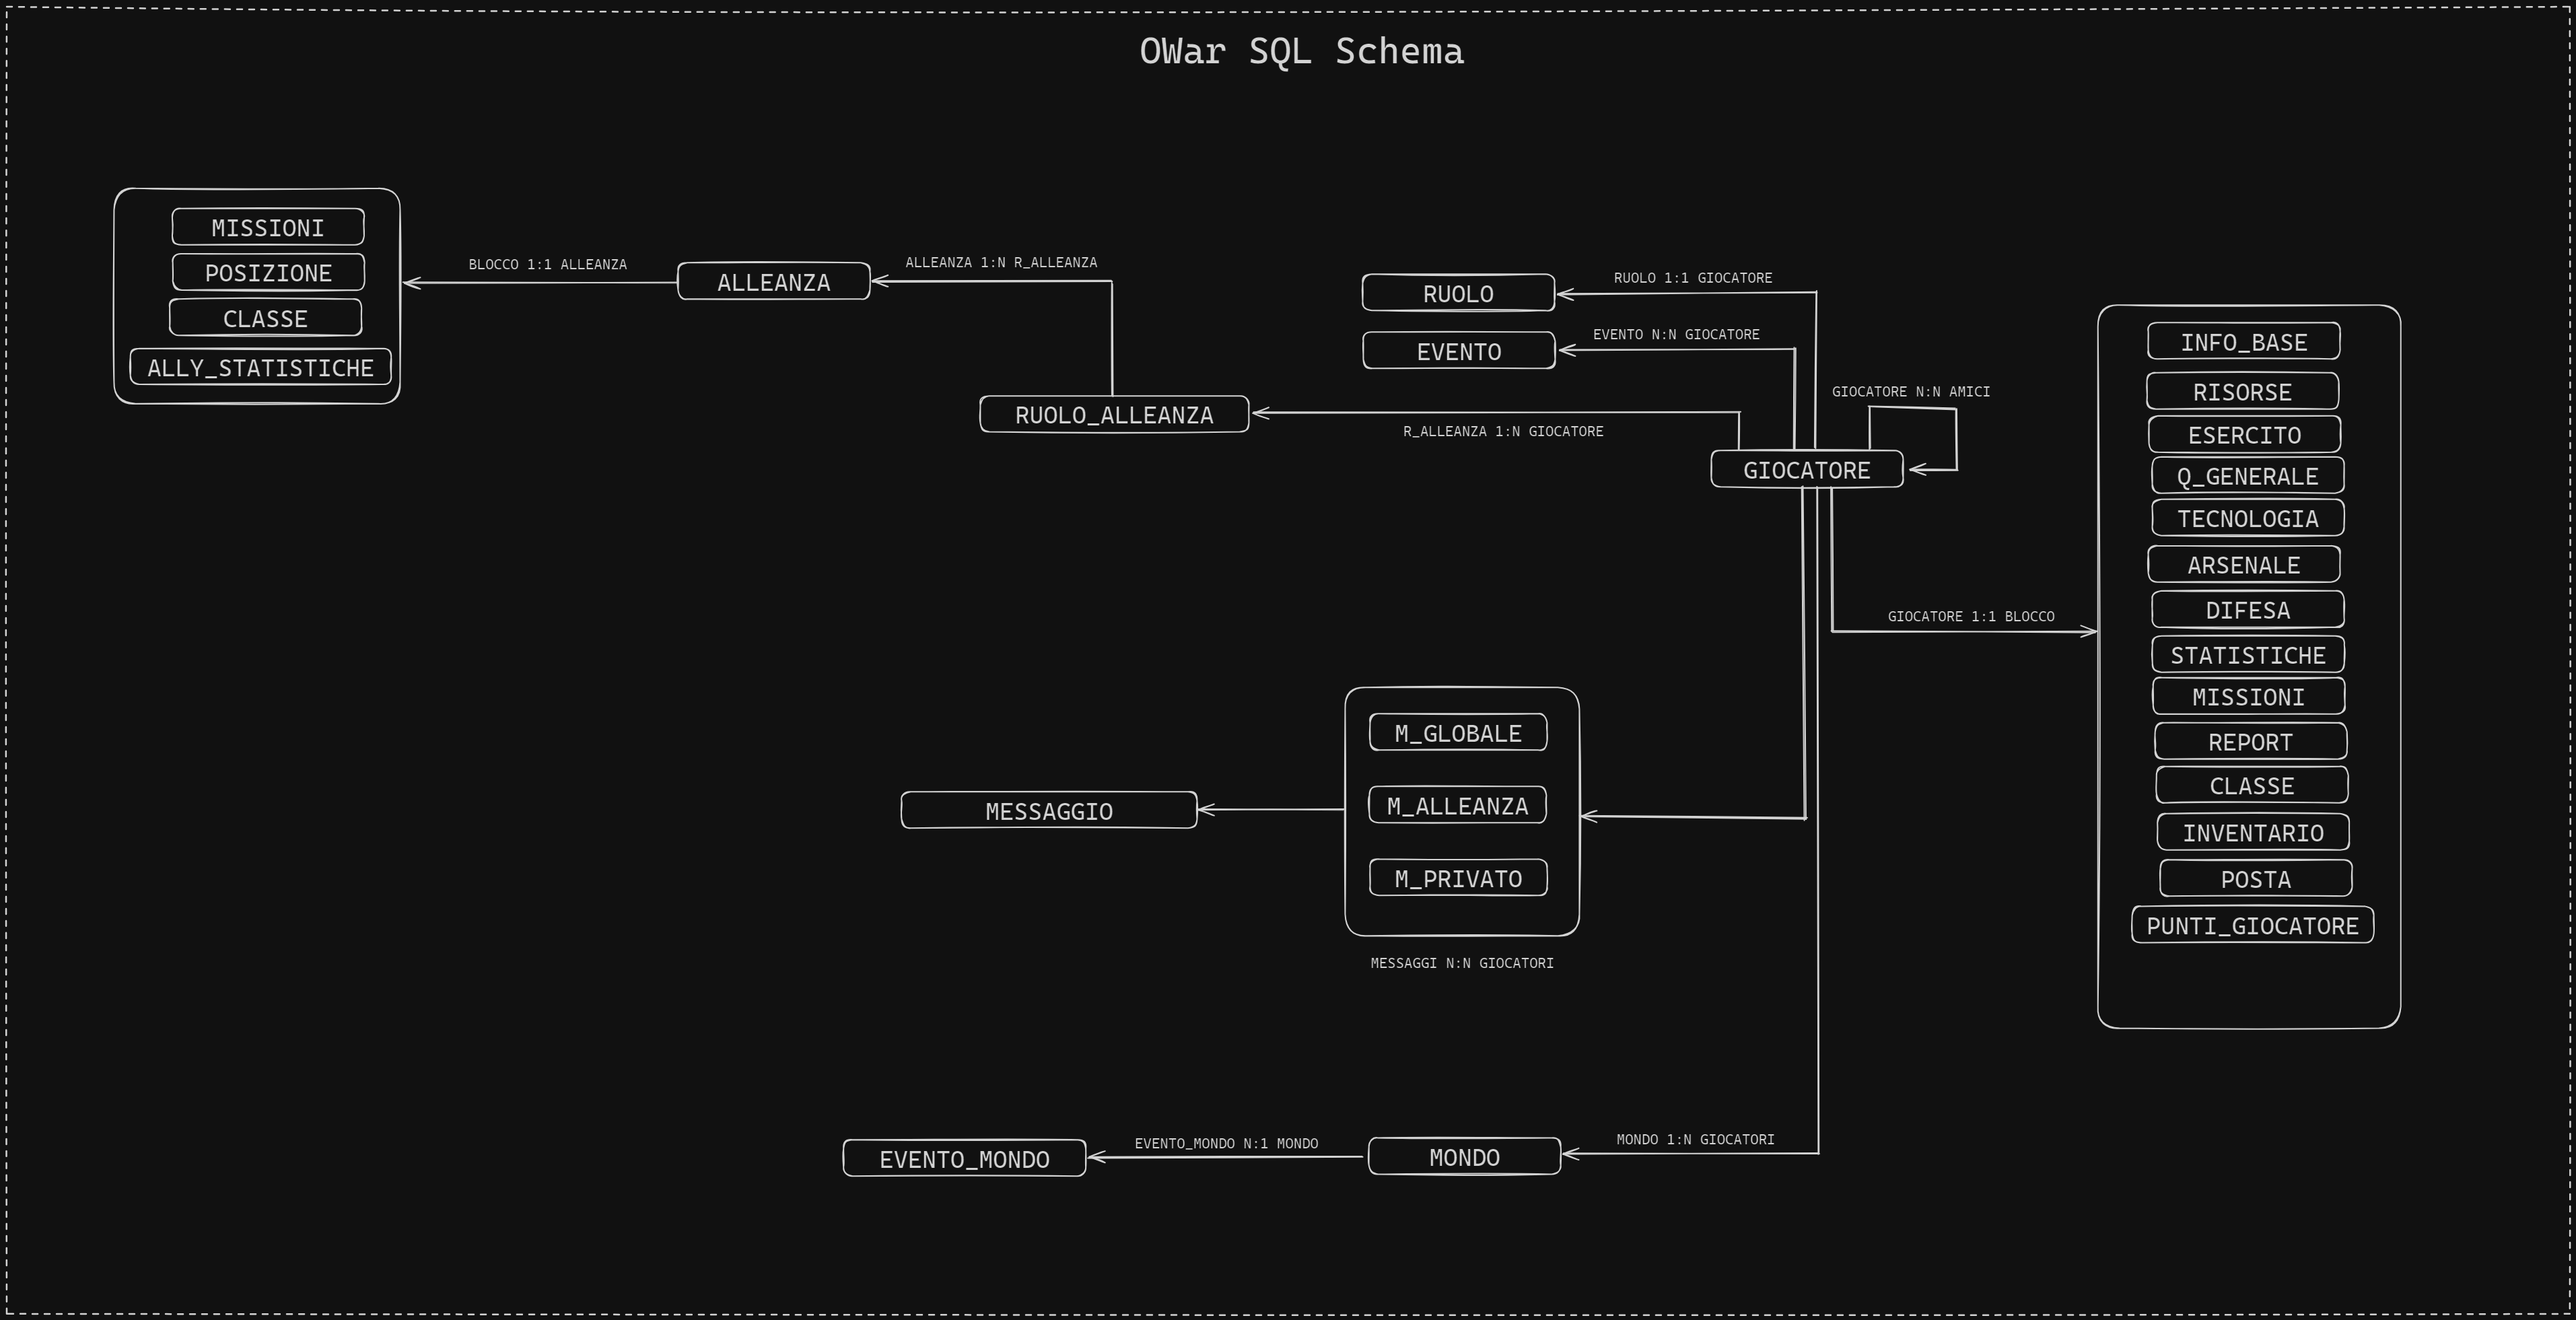 OWar SQL Schema
MISSIONI
POSIZIONE
CLASSE
ALLY_STATISTICHE
BLOCCO 1:1 ALLEANZA
ALLEANZA
ALLEANZA 1:N R_ALLEANZA
RUOLO_ALLEANZA
RUOLO
RUOLO 1:1 GIOCATORE
EVENTO
EVENTO N:N GIOCATORE
R_ALLEANZA 1:N GIOCATORE
GIOCATORE N:N AMICI
GIOCATORE
GIOCATORE 1:1 BLOCCO
INFO_BASE
RISORSE
ESERCITO
Q_GENERALE
TECNOLOGIA
ARSENALE
DIFESA
STATISTICHE
MISSIONI
REPORT
CLASSE
INVENTARIO
POSTA
PUNTI_GIOCATORE
M_GLOBALE
M_ALLEANZA
M_PRIVATO
MESSAGGIO
MESSAGGI N:N GIOCATORI
EVENTO_MONDO
EVENTO_MONDO N:1 MONDO
MONDO
MONDO 1:N GIOCATORI